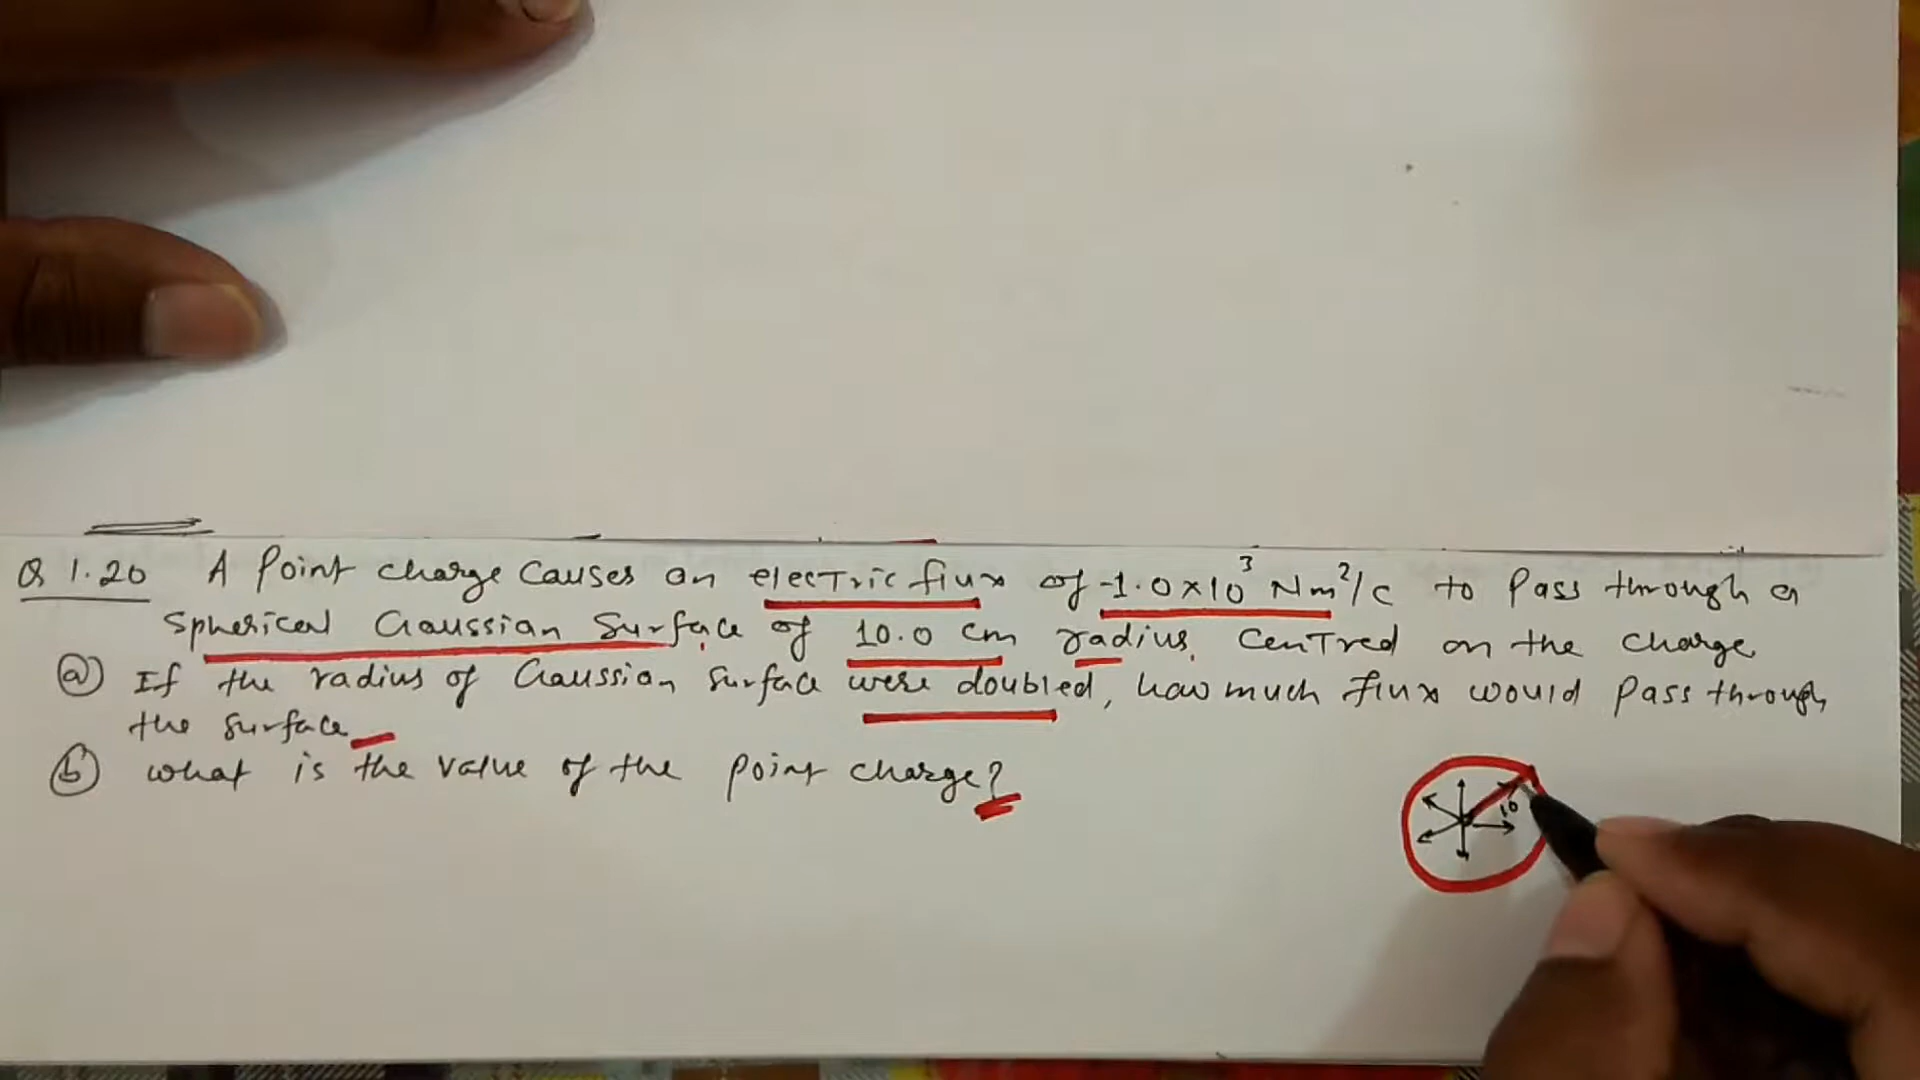 Q 1.20 A Point charge causes an electric flux of -1.0×10³ Nm²/c to pass through a
spherical Gaussian Surface of 10.0 cm radius centred on the charge
(a) If the radius of Gaussian surface were doubled, how much flux would pass through
the surface
(b) what is the value of the point charge?
10